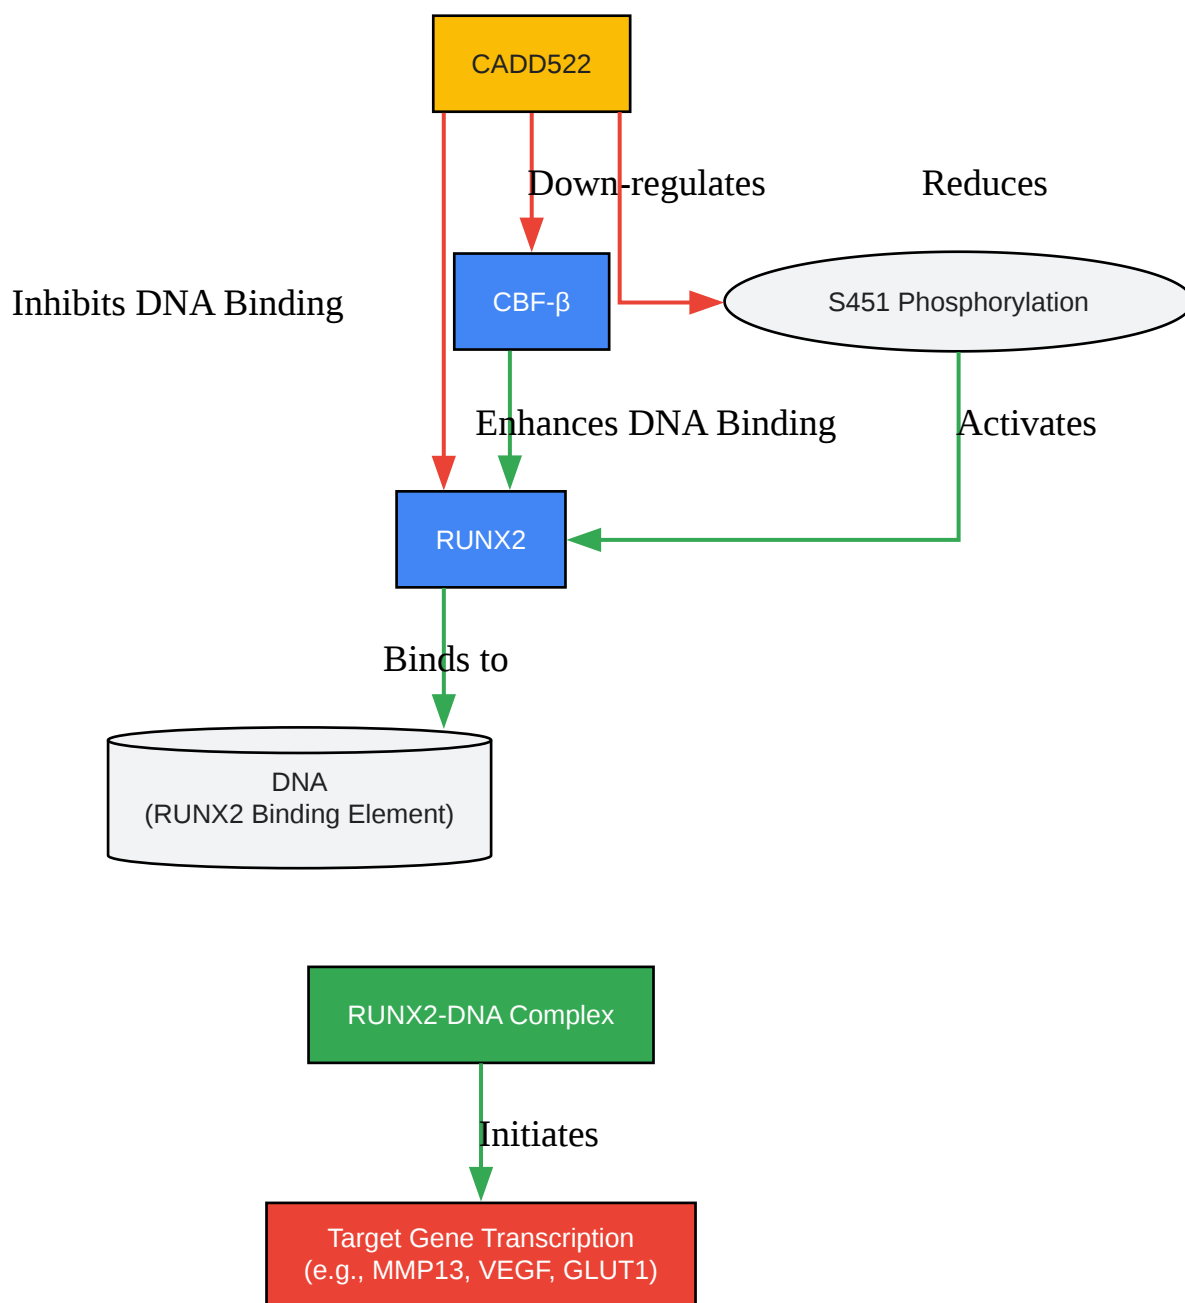 CADD522
Down-regulates
Reduces
Inhibits DNA Binding
CBF-β
S451 Phosphorylation
Enhances DNA Binding
Activates
RUNX2
Binds to
DNA
(RUNX2 Binding Element)
RUNX2-DNA Complex
Initiates
Target Gene Transcription
(e.g., MMP13, VEGF, GLUT1)